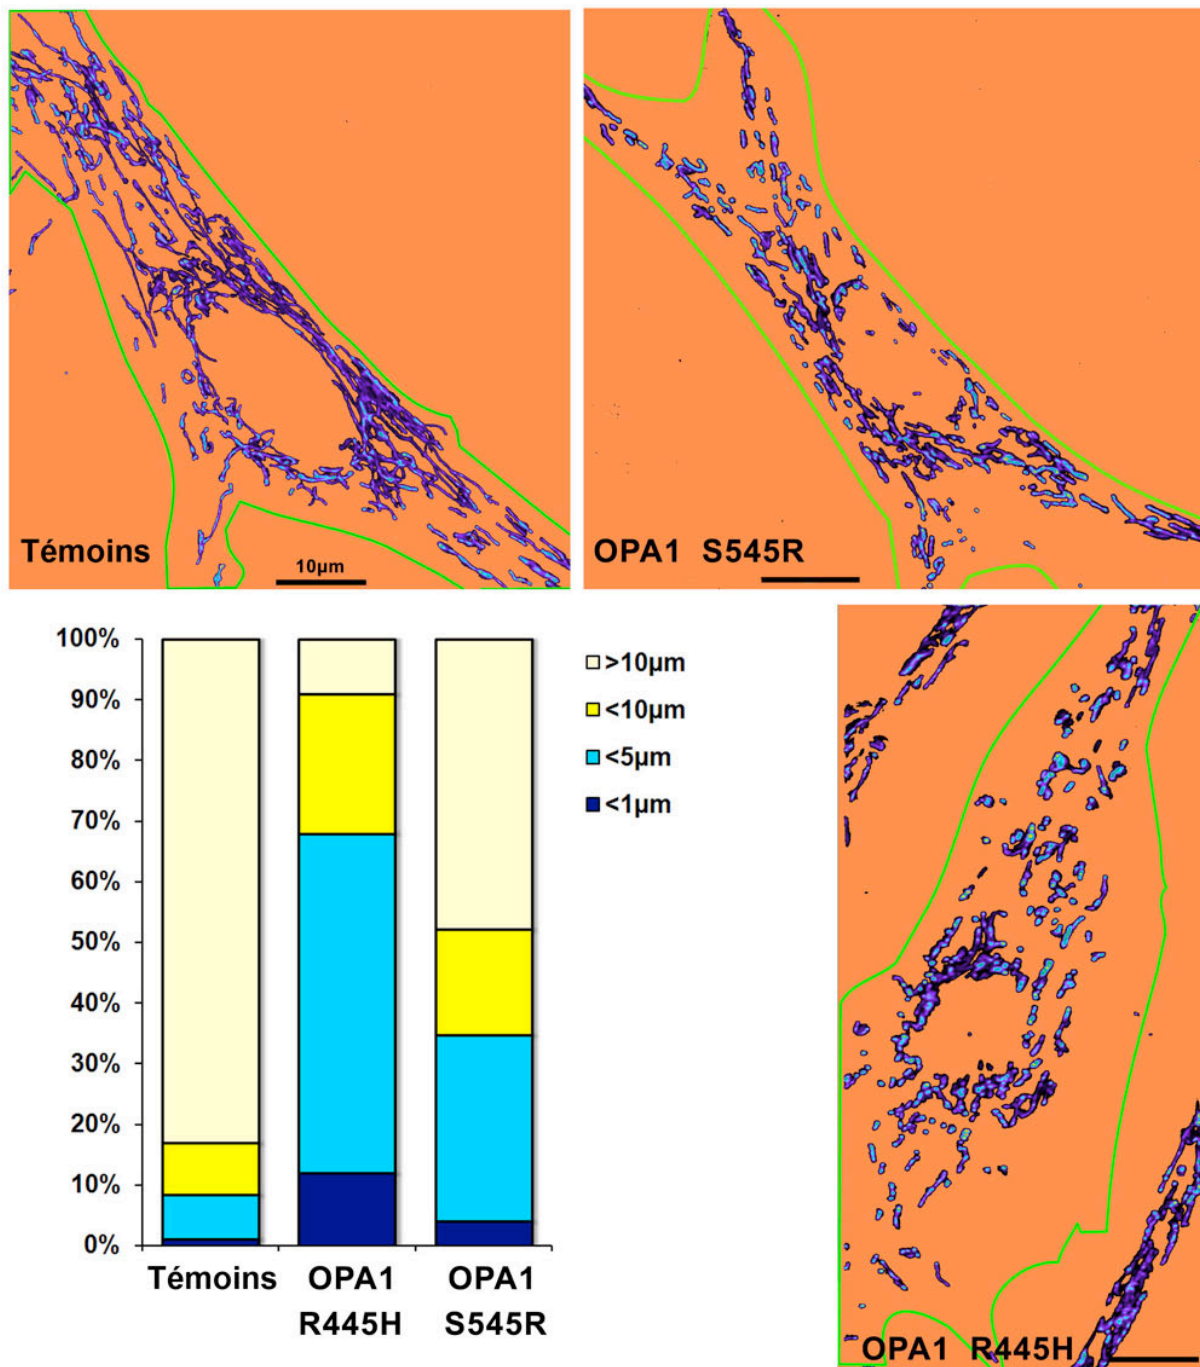 Témoins
10µm
OPA1 S545R
100%
90%
80%
70%
60%
50%
40%
30%
20%
10%
0%
Témoins
OPA1
R445H
OPA1
S545R
>10µm
<10µm
<5µm
<1µm
OPA1 R445H